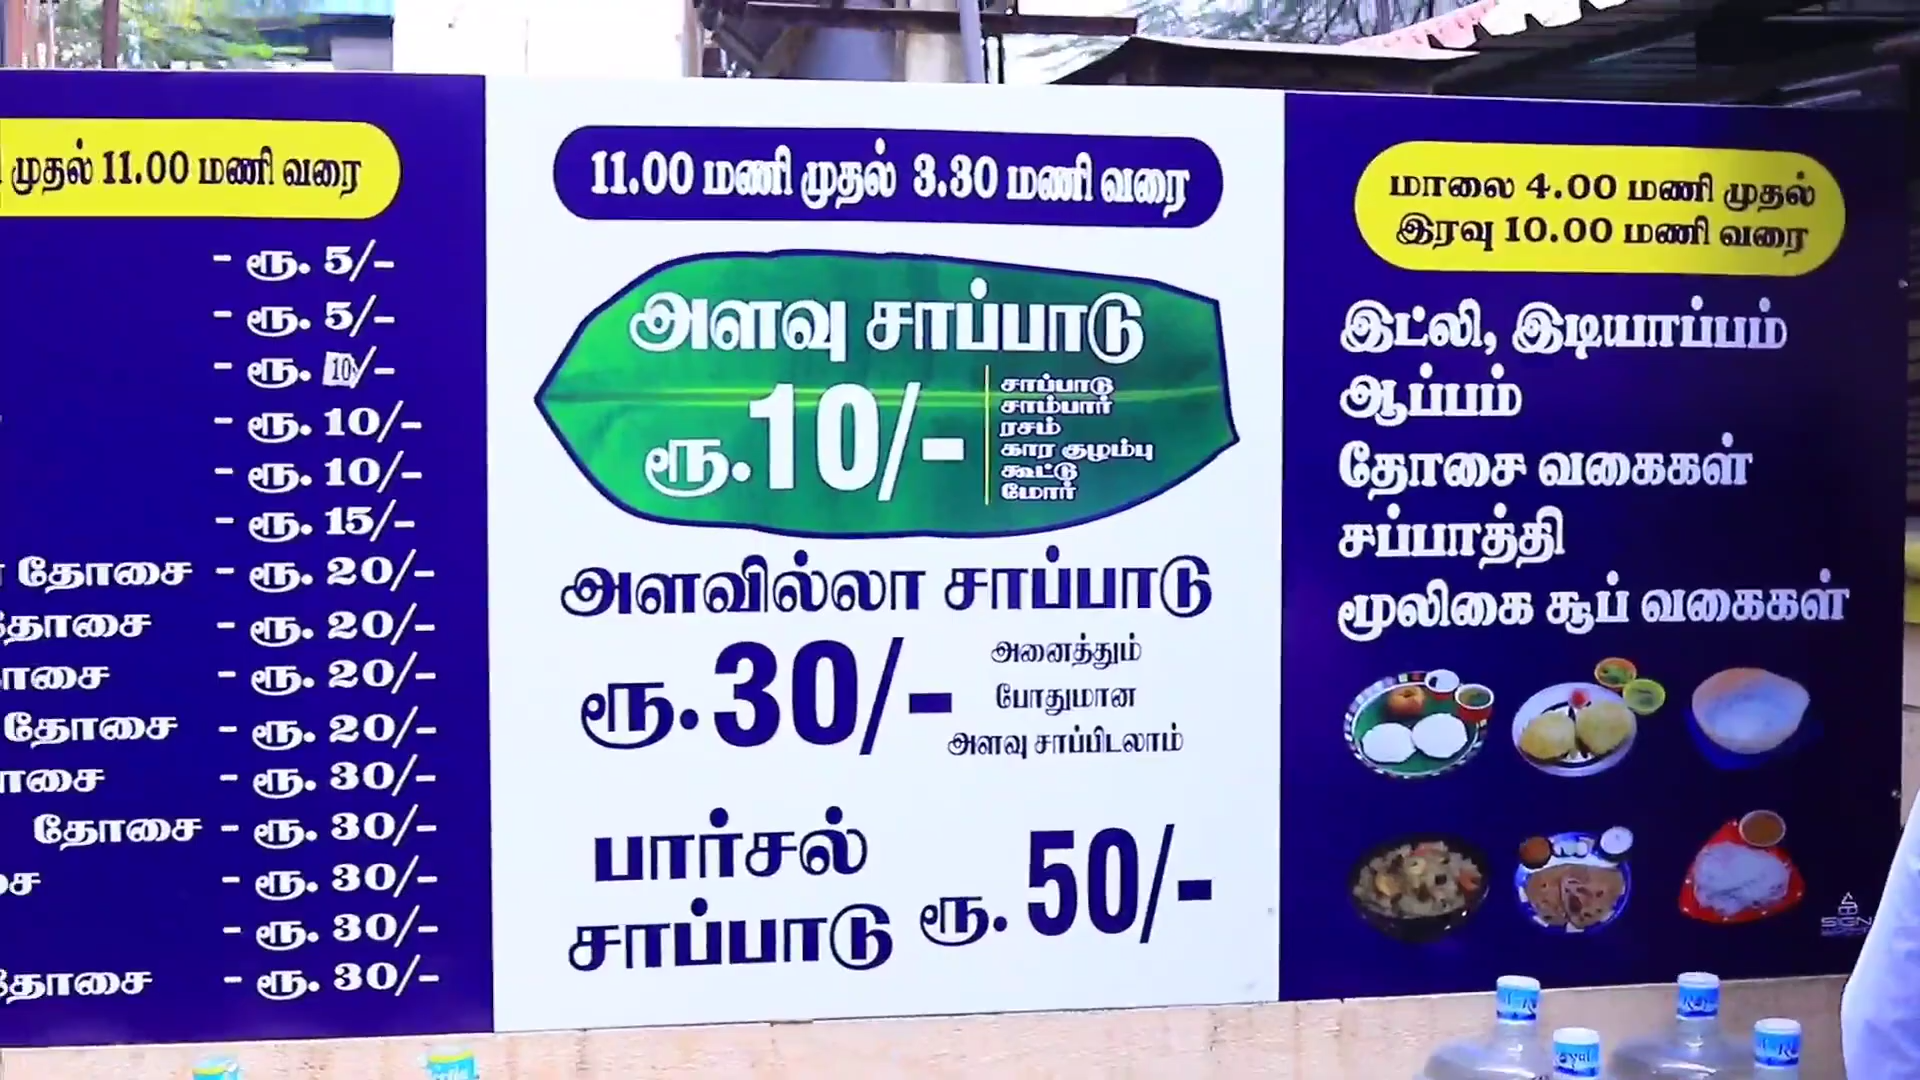 முதல் 11.00 மணி வரை
- ரூ. 5/-
- ரூ. 5/-
- ரூ. 10/-
- ரூ. 10/-
- ரூ. 10/-
- ரூ. 15/-
தோசை - ரூ. 20/-
தோசை - ரூ. 20/-
- ரூ. 20/-
தோசை - ரூ. 20/-
- ரூ. 30/-
தோசை - ரூ. 30/-
- ரூ. 30/-
- ரூ. 30/-
தோசை - ரூ. 30/-
11.00 மணி முதல் 3.30 மணி வரை
அளவு சாப்பாடு
ரூ.10/-
சாப்பாடு
சாம்பார்
ரசம்
கார குழம்பு
கூட்டு
மோர்
அளவில்லா சாப்பாடு
ரூ.30/-
அனைத்தும்
போதுமான
அளவு சாப்பிடலாம்
பார்சல்
சாப்பாடு ரூ. 50/-
மாலை 4.00 மணி முதல்
இரவு 10.00 மணி வரை
இட்லி, இடியாப்பம்
ஆப்பம்
தோசை வகைகள்
சப்பாத்தி
மூலிகை சூப் வகைகள்
SIGN